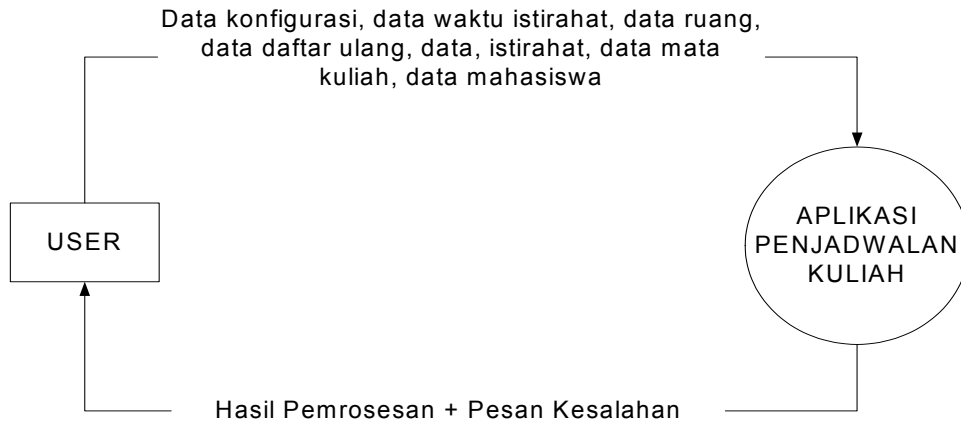 Data konfigurasi, data waktu istirahat, data ruang,
data daftar ulang, data, istirahat, data mata
kuliah, data mahasiswa
USER
APLIKASI
PENJADWALAN
KULIAH
Hasil Pemrosesan + Pesan Kesalahan